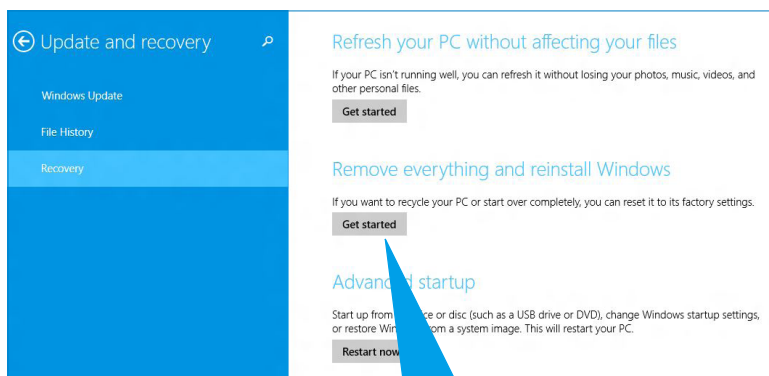 Update and recovery
Windows Update
File History
Recovery
Refresh your PC without affecting your files
If your PC isn't running well, you can refresh it without losing your photos, music, videos, and
other personal files.
Get started
Remove everything and reinstall Windows
If you want to recycle your PC or start over completely, you can reset it to its factory settings.
Get started
startup
Start up from or disc (such as a USB drive or DVD), change Windows startup settings,
or restore from a system image. This will restart your PC.
Restart now